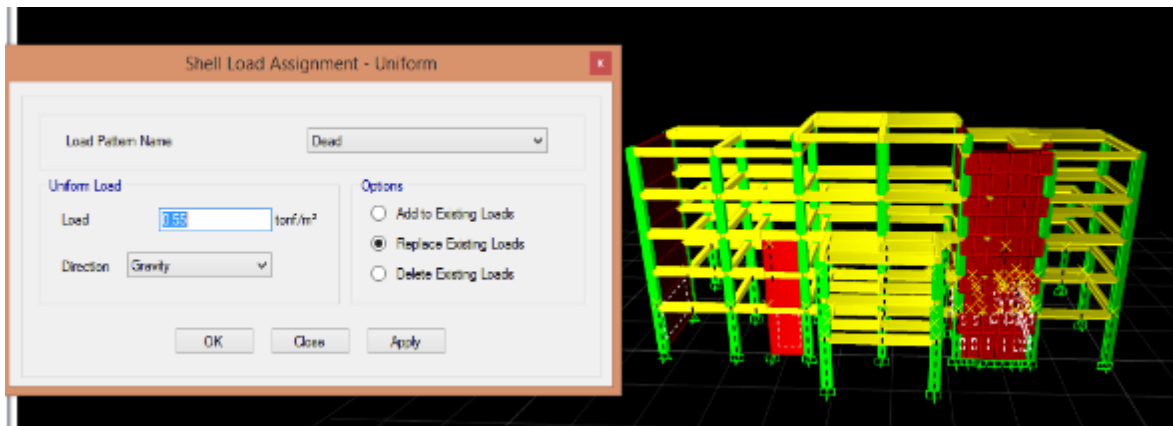 Shell Load Assignment - Uniform
x
Load Pattern Name Dead
Uniform Load
Load 0.55 tonf/m²
Direction Gravity
Options
Add to Existing Loads
Replace Existing Loads
Delete Existing Loads
OK Close Apply